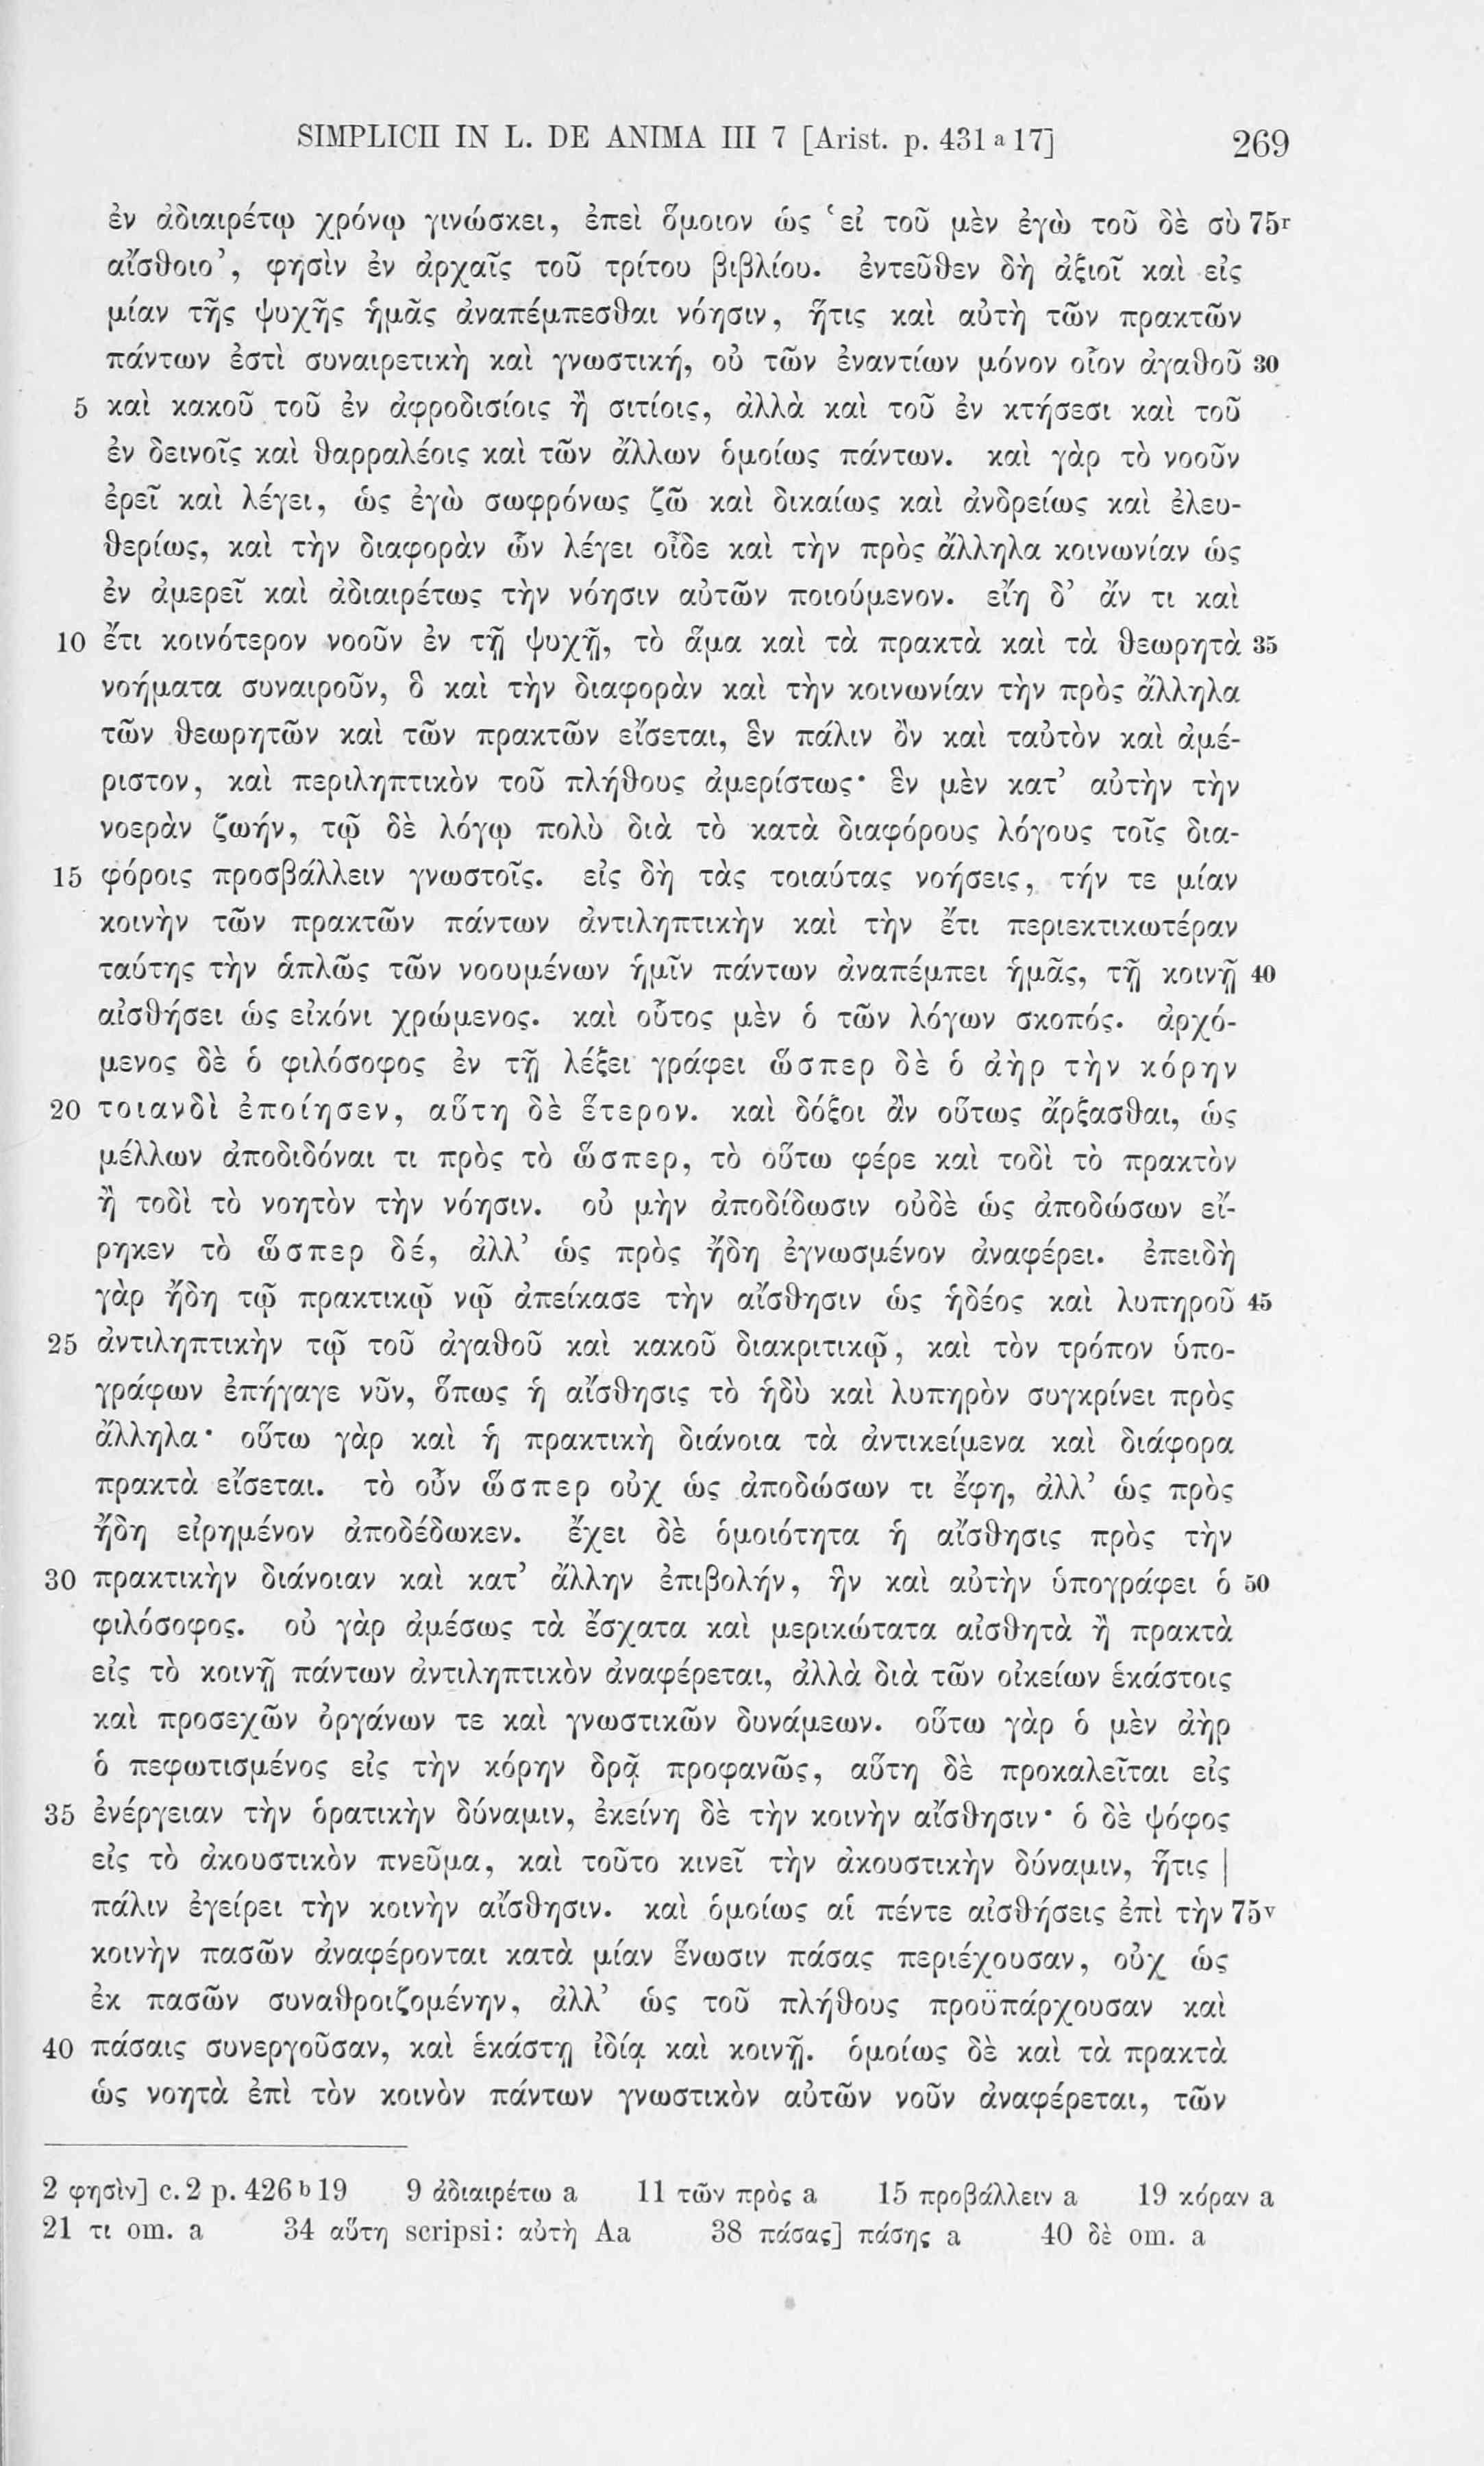 SIMPLICII IN L. DE ANIMA III 7 [Arist. p. 431 a 17] 269
ἐν ἀδιαιρέτῳ χρόνῳ γινώσκει, ἐπεὶ ὅμοιον ὡς ‘εἰ τοῦ μὲν ἐγὼ τοῦ δὲ σὺ 75r
αἴσθοιο’, φησὶν ἐν ἀρχαῖς τοῦ τρίτου βιβλίου. ἐντεῦθεν δὴ ἀξιοῖ καὶ εἰς
μίαν τῆς ψυχῆς ἡμᾶς ἀναπέμπεσθαι νόησιν, ἥτις καὶ αὐτὴ τῶν πρακτῶν
πάντων ἐστὶ συναιρετικὴ καὶ γνωστική, οὐ τῶν ἐναντίων μόνον οἷον ἀγαθοῦ 30
5 καὶ κακοῦ τοῦ ἐν ἀφροδισίοις ἢ σιτίοις, ἀλλὰ καὶ τοῦ ἐν κτήσεσι καὶ τοῦ
ἐν δεινοῖς καὶ θαρραλέοις καὶ τῶν ἄλλων ὁμοίως πάντων. καὶ γὰρ τὸ νοοῦν
ἐρεῖ καὶ λέγει, ὡς ἐγὼ σωφρόνως ζῶ καὶ δικαίως καὶ ἀνδρείως καὶ ἐλευ-
θερίως, καὶ τὴν διαφορὰν ὧν λέγει οἶδε καὶ τὴν πρὸς ἄλληλα κοινωνίαν ὡς
ἐν ἀμερεῖ καὶ ἀδιαιρέτως τὴν νόησιν αὐτῶν ποιούμενον. εἴη δ’ ἄν τι καὶ
10 ἔτι κοινότερον νοοῦν ἐν τῇ ψυχῇ, τὸ ἅμα καὶ τὰ πρακτὰ καὶ τὰ θεωρητὰ 35
νοήματα συναιροῦν, ὃ καὶ τὴν διαφορὰν καὶ τὴν κοινωνίαν τὴν πρὸς ἄλληλα
τῶν θεωρητῶν καὶ τῶν πρακτῶν εἴσεται, ἓν πάλιν ὂν καὶ ταὐτὸν καὶ ἀμέ-
ριστον, καὶ περιληπτικὸν τοῦ πλήθους ἀμερίστως· ἓν μὲν κατ’ αὐτὴν τὴν
νοερὰν ζωήν, τῷ δὲ λόγῳ πολὺ διὰ τὸ κατὰ διαφόρους λόγους τοῖς δια-
15 φόροις προσβάλλειν γνωστοῖς. εἰς δὴ τὰς τοιαύτας νοήσεις, τήν τε μίαν
κοινὴν τῶν πρακτῶν πάντων ἀντιληπτικὴν καὶ τὴν ἔτι περιεκτικωτέραν
ταύτης τὴν ἁπλῶς τῶν νοουμένων ἡμῖν πάντων ἀναπέμπει ἡμᾶς, τῇ κοινῇ 40
αἰσθήσει ὡς εἰκόνι χρώμενος. καὶ οὗτος μὲν ὁ τῶν λόγων σκοπός. ἀρχό-
μενος δὲ ὁ φιλόσοφος ἐν τῇ λέξει γράφει ὥσπερ δὲ ὁ ἀὴρ τὴν κόρην
20 τοιανδὶ ἐποίησεν, αὕτη δὲ ἕτερον. καὶ δόξοι ἂν οὕτως ἄρξασθαι, ὡς
μέλλων ἀποδιδόναι τι πρὸς τὸ ὥσπερ, τὸ οὕτω φέρε καὶ τοδὶ τὸ πρακτὸν
ἢ τοδὶ τὸ νοητὸν τὴν νόησιν. οὐ μὴν ἀποδίδωσιν οὐδὲ ὡς ἀποδώσων εἴ-
ρηκεν τὸ ὥσπερ δέ, ἀλλ’ ὡς πρὸς ἤδη ἐγνωσμένον ἀναφέρει. ἐπειδὴ
γὰρ ἤδη τῷ πρακτικῷ νῷ ἀπείκασε τὴν αἴσθησιν ὡς ἡδέος καὶ λυπηροῦ 45
25 ἀντιληπτικὴν τῷ τοῦ ἀγαθοῦ καὶ κακοῦ διακριτικῷ, καὶ τὸν τρόπον ὑπο-
γράφων ἐπήγαγε νῦν, ὅπως ἡ αἴσθησις τὸ ἡδὺ καὶ λυπηρὸν συγκρίνει πρὸς
ἄλληλα· οὕτω γὰρ καὶ ἡ πρακτικὴ διάνοια τὰ ἀντικείμενα καὶ διάφορα
πρακτὰ εἴσεται. τὸ οὖν ὥσπερ οὐχ ὡς ἀποδώσων τι ἔφη, ἀλλ’ ὡς πρὸς
ἤδη εἰρημένον ἀποδέδωκεν. ἔχει δὲ ὁμοιότητα ἡ αἴσθησις πρὸς τὴν
30 πρακτικὴν διάνοιαν καὶ κατ’ ἄλλην ἐπιβολήν, ἣν καὶ αὐτὴν ὑπογράφει ὁ 50
φιλόσοφος. οὐ γὰρ ἀμέσως τὰ ἔσχατα καὶ μερικώτατα αἰσθητὰ ἢ πρακτὰ
εἰς τὸ κοινῇ πάντων ἀντιληπτικὸν ἀναφέρεται, ἀλλὰ διὰ τῶν οἰκείων ἑκάστοις
καὶ προσεχῶν ὀργάνων τε καὶ γνωστικῶν δυνάμεων. οὕτω γὰρ ὁ μὲν ἀὴρ
ὁ πεφωτισμένος εἰς τὴν κόρην δρᾷ προφανῶς, αὕτη δὲ προκαλεῖται εἰς
35 ἐνέργειαν τὴν ὁρατικὴν δύναμιν, ἐκείνη δὲ τὴν κοινὴν αἴσθησιν· ὁ δὲ ψόφος
εἰς τὸ ἀκουστικὸν πνεῦμα, καὶ τοῦτο κινεῖ τὴν ἀκουστικὴν δύναμιν, ἥτις |
πάλιν ἐγείρει τὴν κοινὴν αἴσθησιν. καὶ ὁμοίως αἱ πέντε αἰσθήσεις ἐπὶ τὴν 75v
κοινὴν πασῶν ἀναφέρονται κατὰ μίαν ἕνωσιν πάσας περιέχουσαν, οὐχ ὡς
ἐκ πασῶν συναθροιζομένην, ἀλλ’ ὡς τοῦ πλήθους προϋπάρχουσαν καὶ
40 πάσαις συνεργοῦσαν, καὶ ἑκάστῃ ἰδίᾳ καὶ κοινῇ. ὁμοίως δὲ καὶ τὰ πρακτὰ
ὡς νοητὰ ἐπὶ τὸν κοινὸν πάντων γνωστικὸν αὐτῶν νοῦν ἀναφέρεται, τῶν
2 φησὶν] c. 2 p. 426 b 19 9 ἀδιαιρέτω a 11 τῶν πρὸς a 15 προβάλλειν a 19 κόραν a
21 τι om. a 34 αὕτη scripsi: αὐτὴ Aa 38 πάσας] πάσης a 40 δὲ om. a